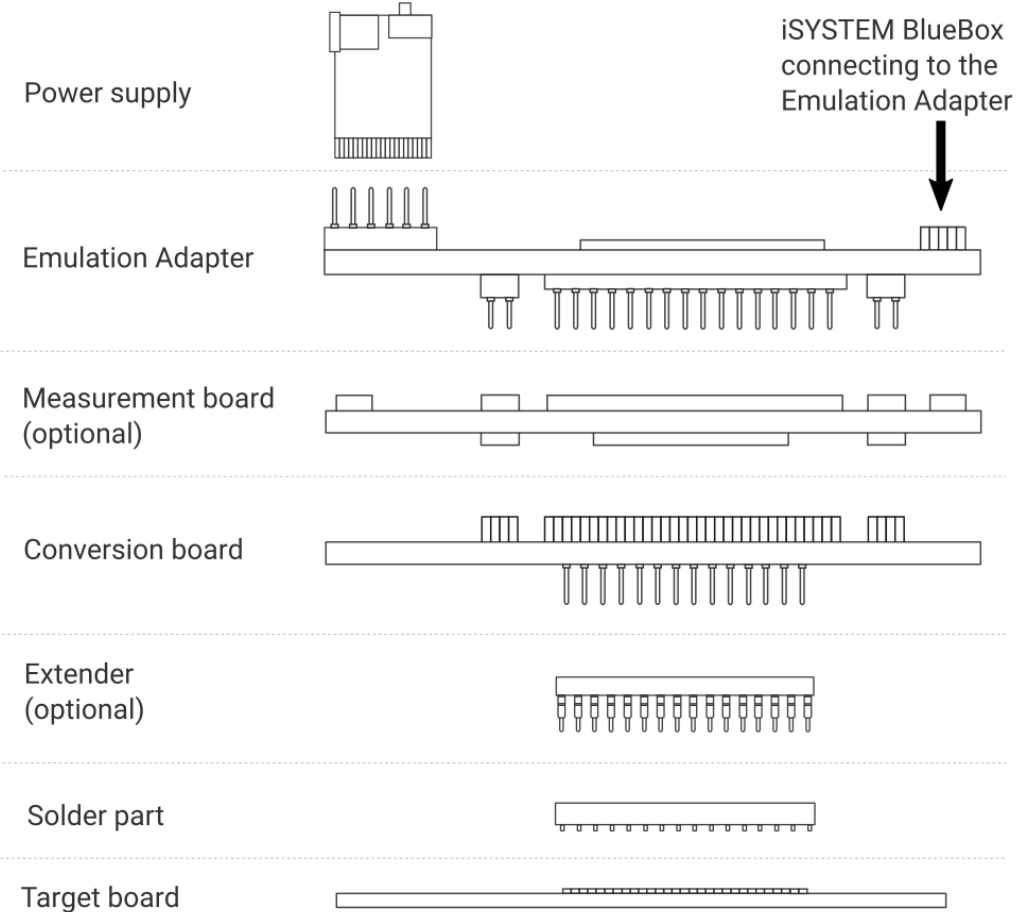 iSYSTEM BlueBox
connecting to the
Emulation Adapter
Power supply
Emulation Adapter
Measurement board
(optional)
Conversion board
Extender
(optional)
Solder part
Target board